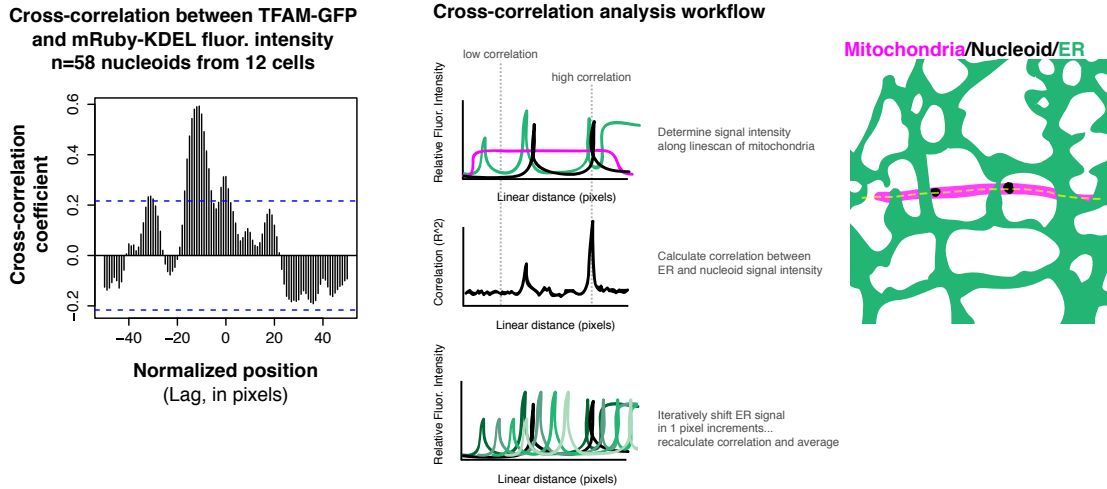 Cross-correlation between TFAM-GFP
and mRuby-KDEL fluor. intensity
n=58 nucleoids from 12 cells
Cross-correlation
coefficient
0.6
0.4
0.2
0.0
−0.2
−40
−20
0
20
40
Normalized position
(Lag, in pixels)
Cross-correlation analysis workflow
low correlation
high correlation
Relative Fluor. Intensity
Linear distance (pixels)
Determine signal intensity
along linescan of mitochondria
Correlation (R^2)
Linear distance (pixels)
Calculate correlation between
ER and nucleoid signal intensity
Relative Fluor. Intensity
Linear distance (pixels)
Iteratively shift ER signal
in 1 pixel increments...
recalculate correlation and average
Mitochondria/Nucleoid/ER